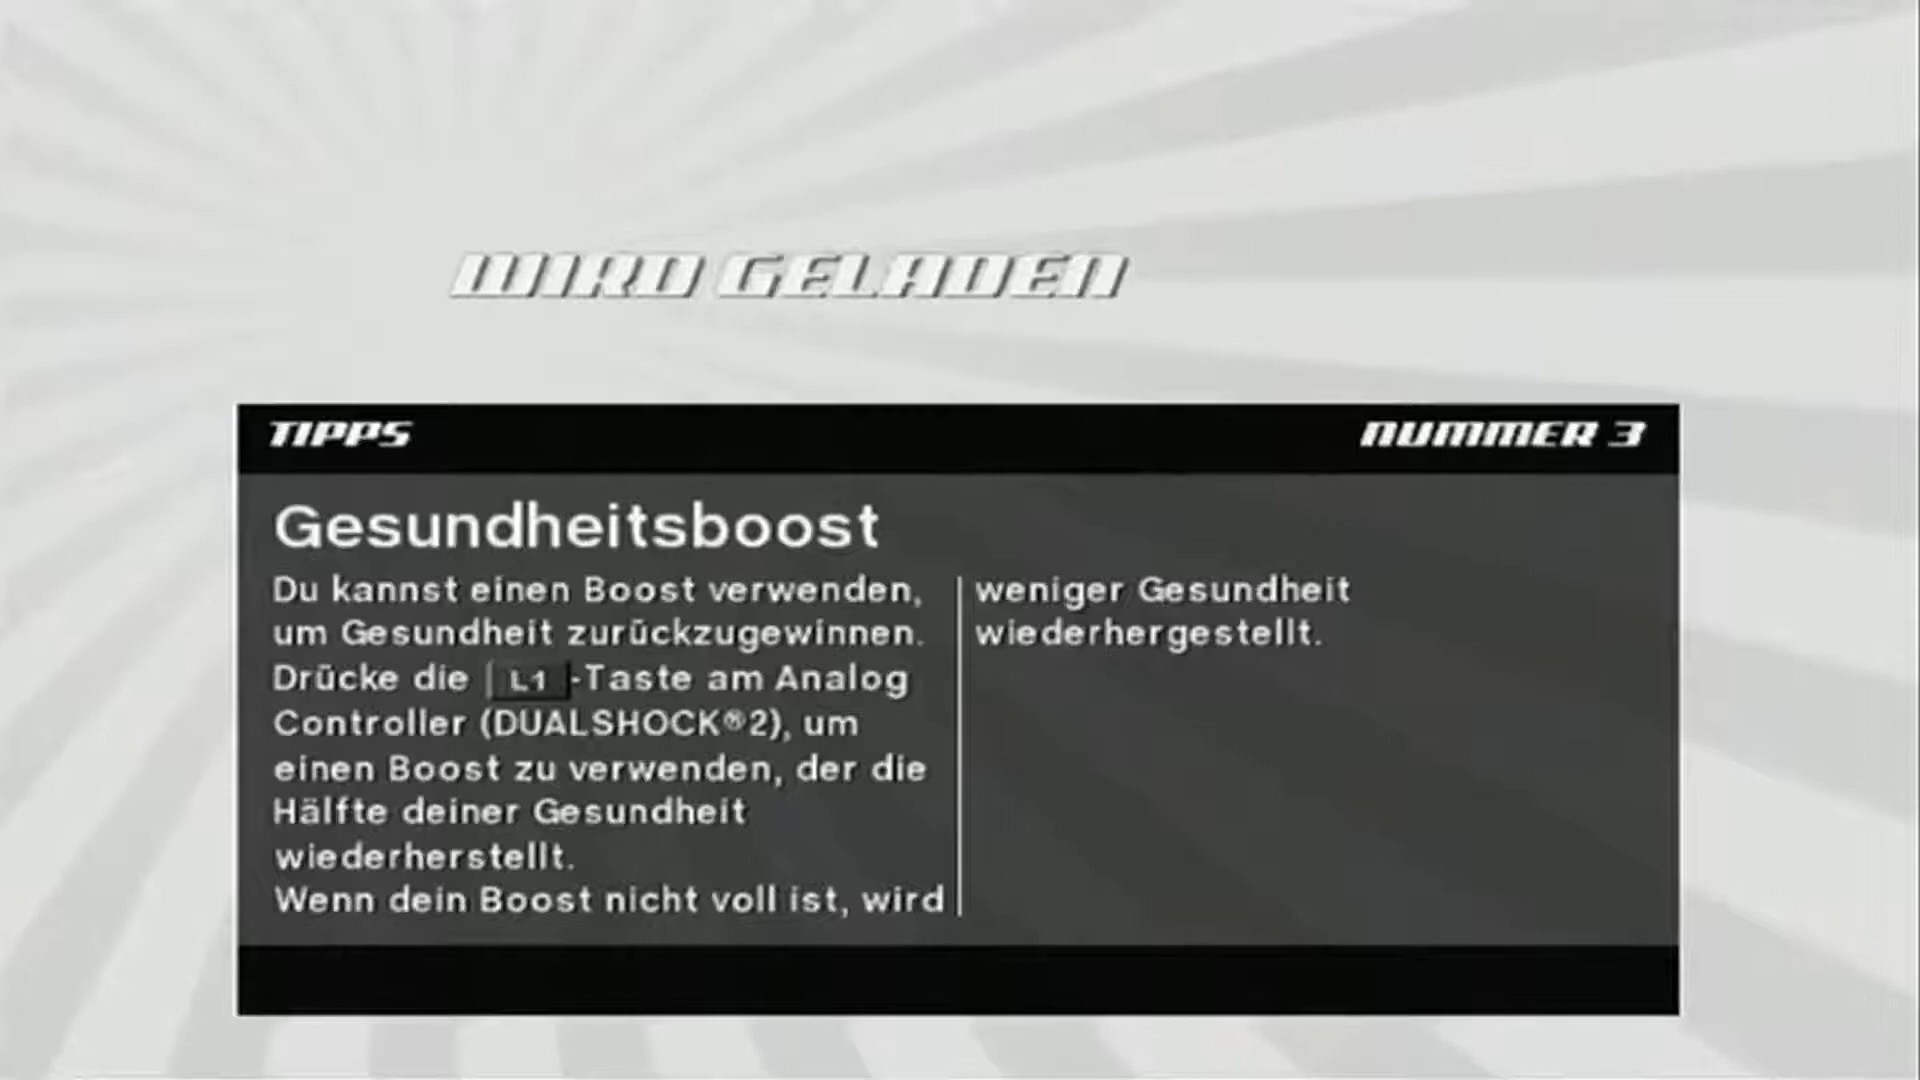 WIRD GELADEN
TIPPS
NUMMER 3
Gesundheitsboost
Du kannst einen Boost verwenden,
um Gesundheit zurückzugewinnen.
Drücke die L1 -Taste am Analog
Controller (DUALSHOCK®2), um
einen Boost zu verwenden, der die
Hälfte deiner Gesundheit
wiederherstellt.
Wenn dein Boost nicht voll ist, wird
weniger Gesundheit
wiederhergestellt.